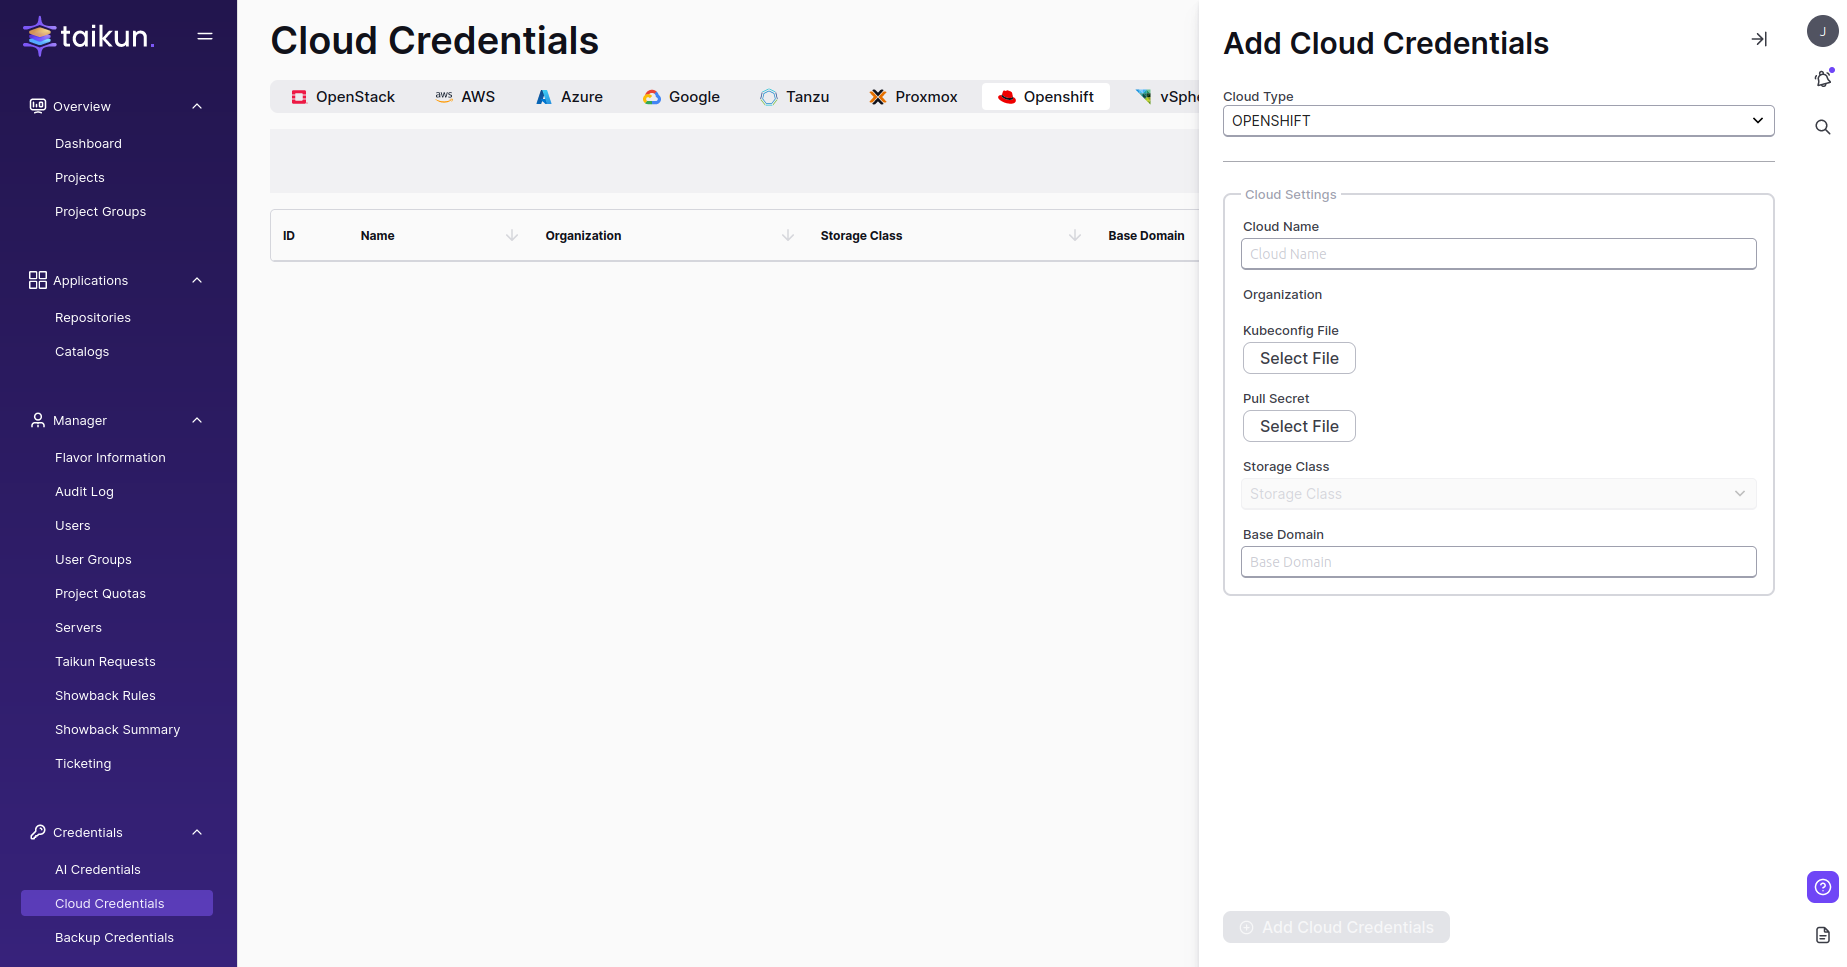 taikun.
Overview
Dashboard
Projects
Project Groups
Applications
Repositories
Catalogs
Manager
Flavor Information
Audit Log
Users
User Groups
Project Quotas
Servers
Taikun Requests
Showback Rules
Showback Summary
Ticketing
Credentials
AI Credentials
Cloud Credentials
Backup Credentials
Cloud Credentials
OpenStack
aws AWS
Azure
Google
Tanzu
Proxmox
Openshift
vSphe
ID Name Organization Storage Class Base Domain
Add Cloud Credentials
Cloud Type
OPENSHIFT
Cloud Settings
Cloud Name
Cloud Name
Organization
Kubeconfig File
Select File
Pull Secret
Select File
Storage Class
Storage Class
Base Domain
Base Domain
Add Cloud Credentials
J